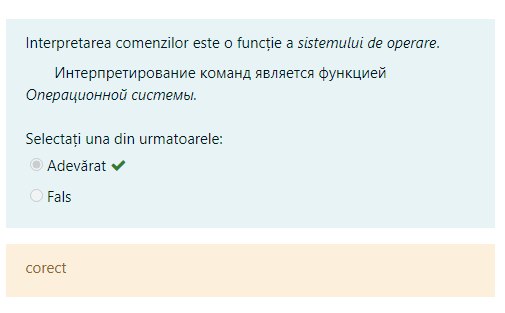 Interpretarea comenzilor este o funcție a sistemului de operare.
Интерпретирование команд является функцией
Операционной системы.
Selectați una din urmatoarele:
Adevărat
Fals
corect